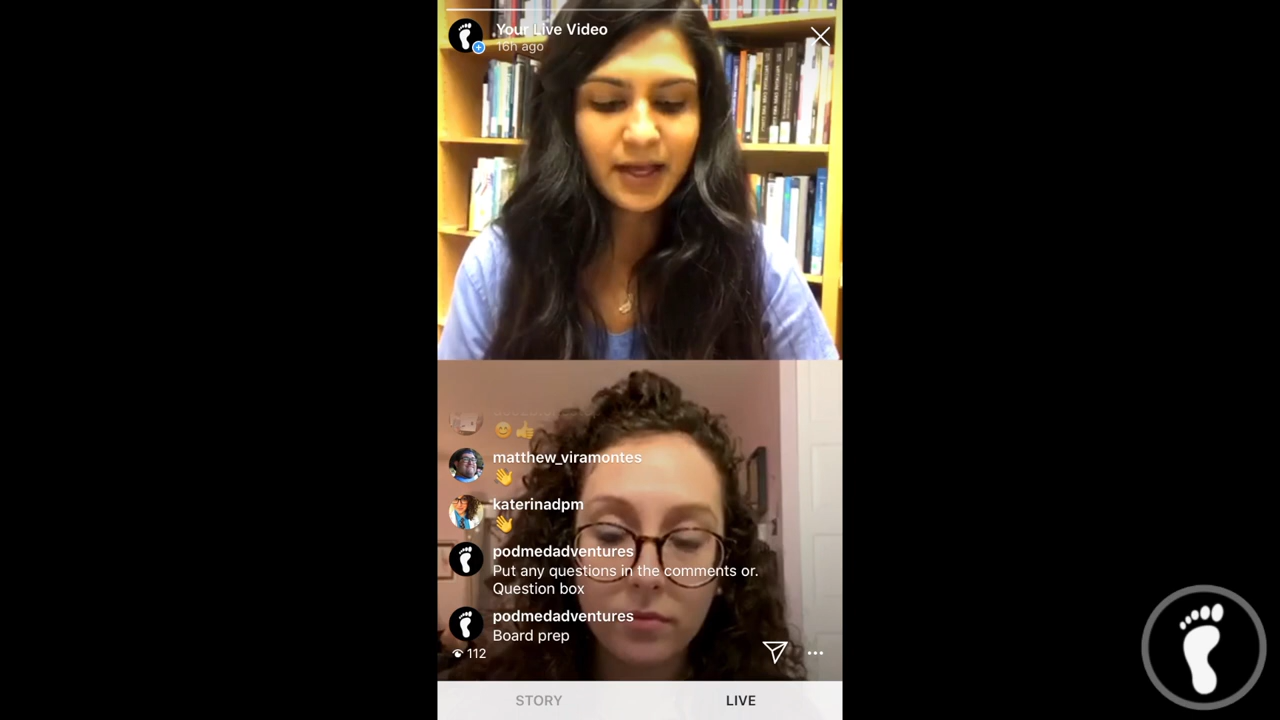 Your Live Video
16h ago
😊👍
matthew_viramontes
👋
katerinadpm
👋
podmedadventures
Put any questions in the comments or.
Question box
podmedadventures
Board prep
112
STORY
LIVE